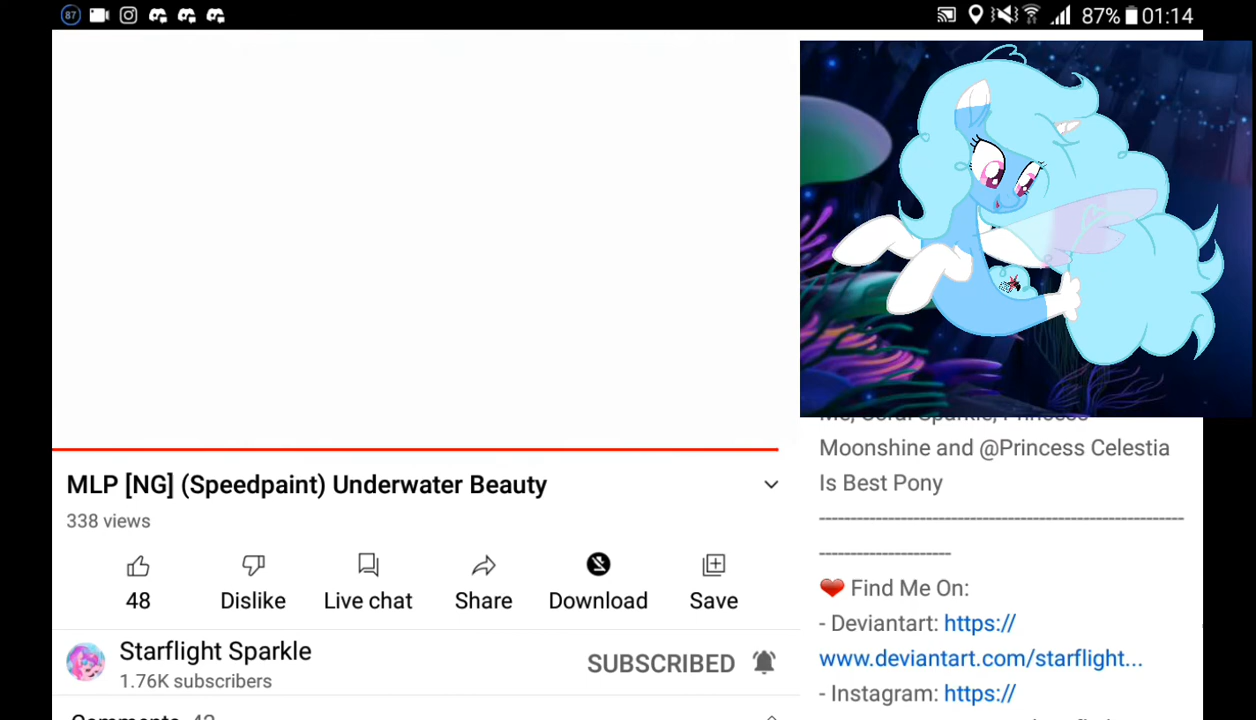 87
87% 01:14
MLP [NG] (Speedpaint) Underwater Beauty
338 views
48
Dislike
Live chat
Share
Download
Save
Starflight Sparkle
1.76K subscribers
SUBSCRIBED
Moonshine and @Princess Celestia
Is Best Pony
-----------------------------------------------------
--------------------
❤️ Find Me On:
- Deviantart: https://
www.deviantart.com/starflight...
- Instagram: https://